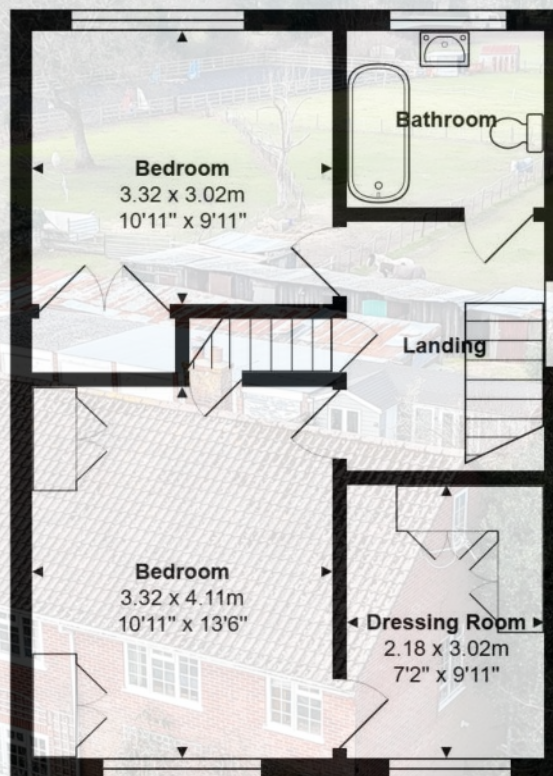 Bathroom
Bedroom
3.32 x 3.02m
10'11" x 9'11"
Landing
Bedroom
3.32 x 4.11m
10'11" x 13'6"
Dressing Room
2.18 x 3.02m
7'2" x 9'11"